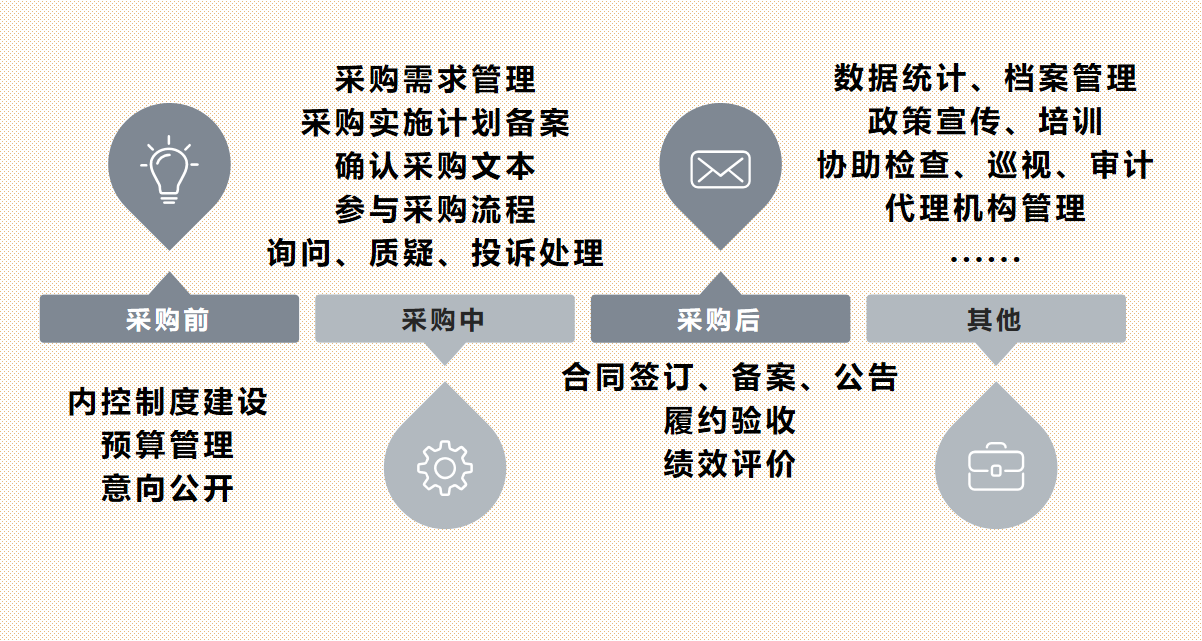 采购前
内控制度建设
预算管理
意向公开
采购需求管理
采购实施计划备案
确认采购文本
参与采购流程
询问、质疑、投诉处理
采购中
采购后
合同签订、备案、公告
履约验收
绩效评价
数据统计、档案管理
政策宣传、培训
协助检查、巡视、审计
代理机构管理
······
其他